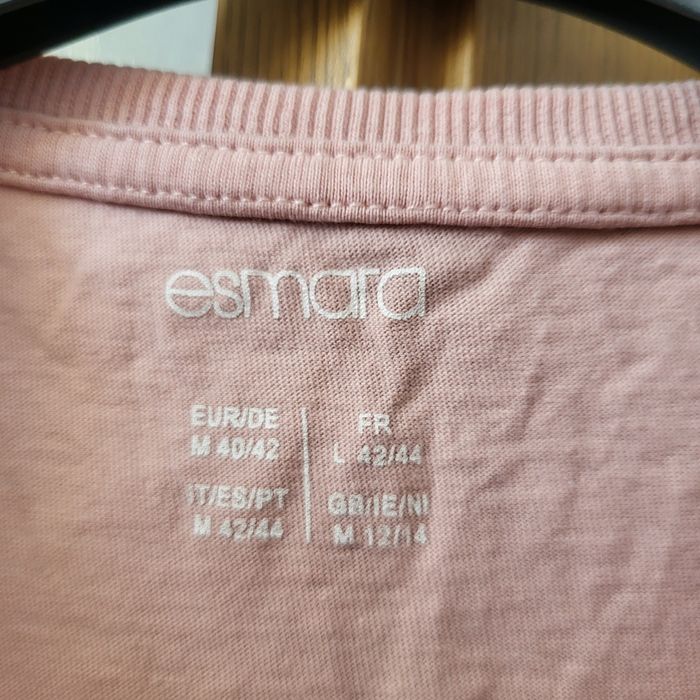 esmara
EUR/DE
M 40/42
FR
L 42/44
IT/ES/PT
M 42/44
GB/IE/NI
M 12/14